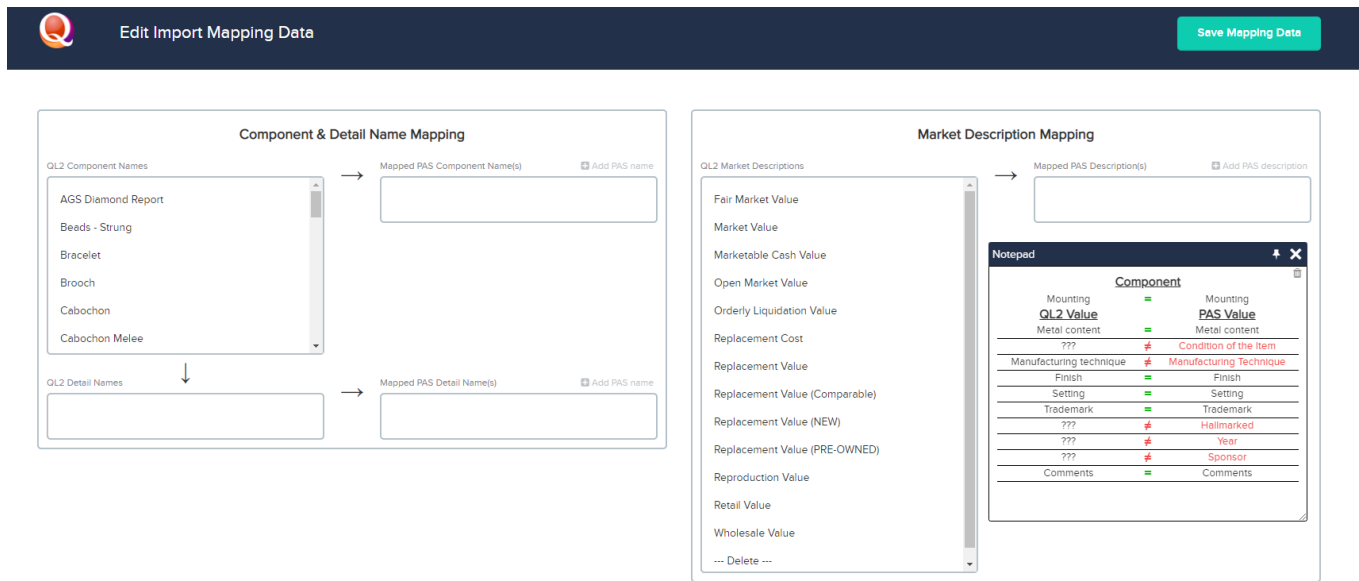 Edit Import Mapping Data
Save Mapping Data
Component & Detail Name Mapping
QL2 Component Names
Mapped PAS Component Name(s)
Add PAS name
AGS Diamond Report
Beads - Strung
Bracelet
Brooch
Cabochon
Cabochon Melee
QL2 Detail Names
Mapped PAS Detail Name(s)
Add PAS name
Market Description Mapping
QL2 Market Descriptions
Mapped PAS Description(s)
Add PAS description
Fair Market Value
Market Value
Marketable Cash Value
Open Market Value
Orderly Liquidation Value
Replacement Cost
Replacement Value
Replacement Value (Comparable)
Replacement Value (NEW)
Replacement Value (PRE-OWNED)
Reproduction Value
Retail Value
Wholesale Value
--- Delete ---
Notepad
Component
Mounting = Mounting
QL2 Value PAS Value
Metal content = Metal content
??? ≠ Condition of the Item
Manufacturing technique ≠ Manufacturing Technique
Finish = Finish
Setting = Setting
Trademark = Trademark
??? ≠ Hallmarked
??? ≠ Year
??? ≠ Sponsor
Comments = Comments